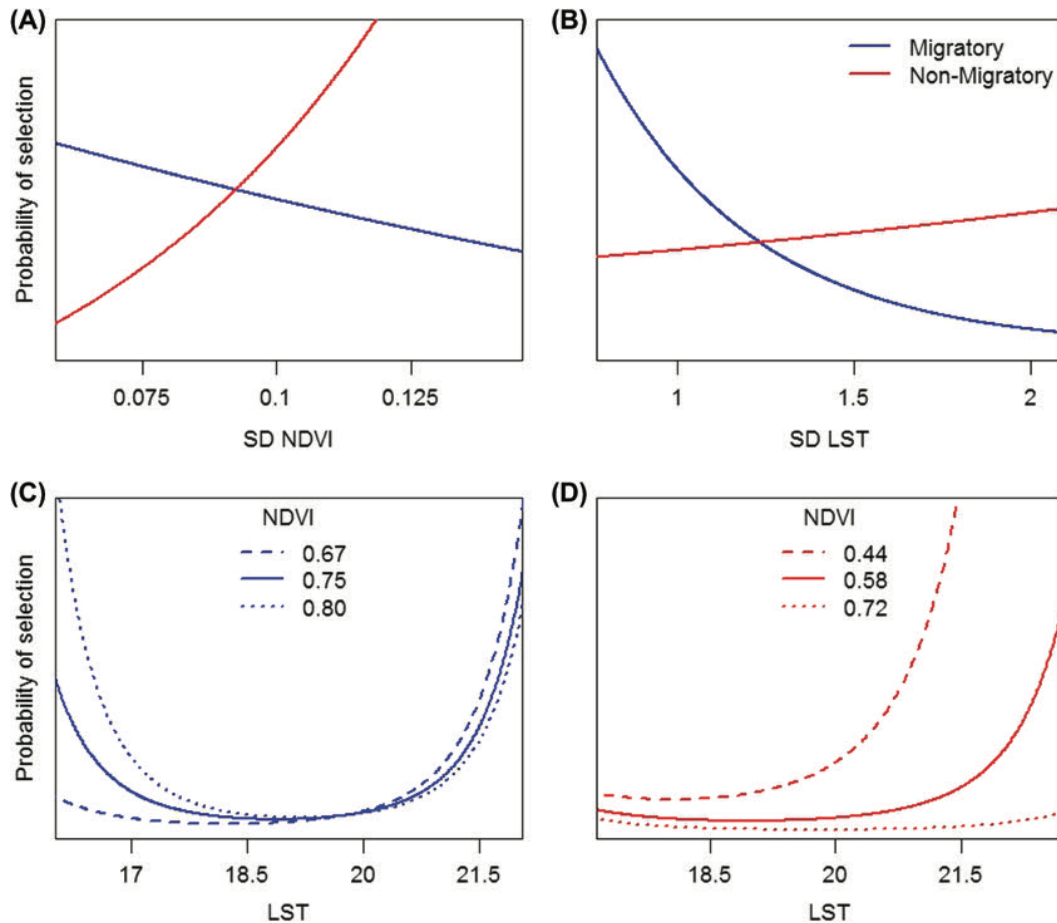 (A)
Probability of selection
0.075 0.1 0.125
SD NDVI
(B)
Migratory
Non-Migratory
1 1.5 2
SD LST
(C)
Probability of selection
NDVI
0.67
0.75
0.80
17 18.5 20 21.5
LST
(D)
NDVI
0.44
0.58
0.72
18.5 20 21.5
LST